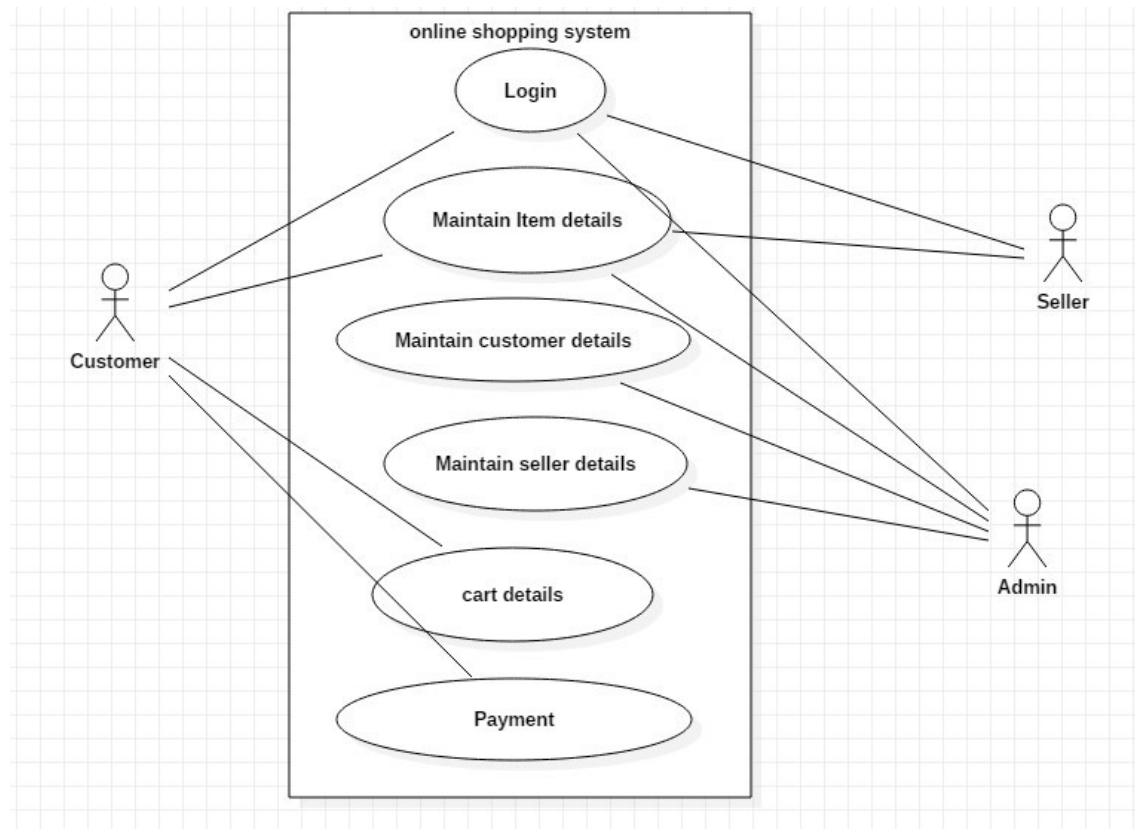 online shopping system
Login
Maintain Item details
Seller
Maintain customer details
Customer
Maintain seller details
Admin
cart details
Payment